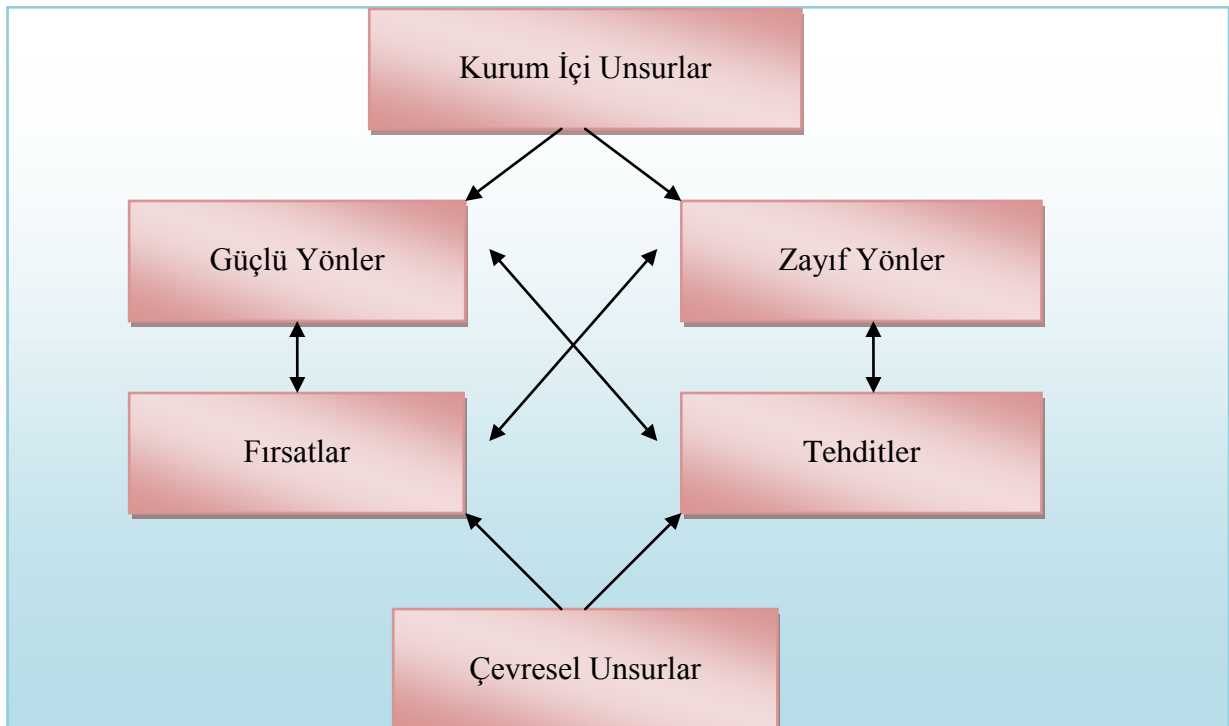 Kurum İçi Unsurlar
Güçlü Yönler
Zayıf Yönler
Fırsatlar
Tehditler
Çevresel Unsurlar